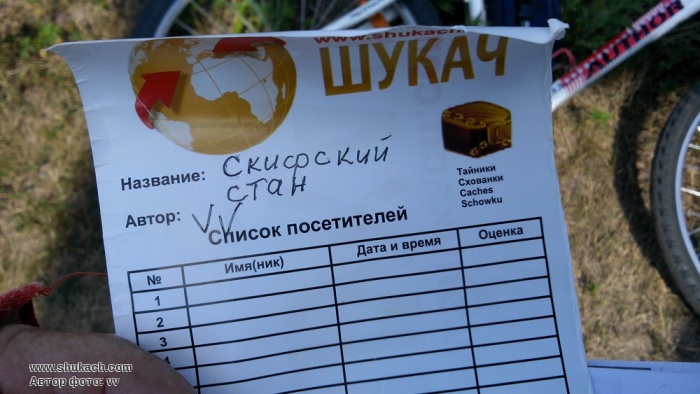 www.shukach.com
ШУКАЧ
Название: Скифский
стан
Тайники
Схованки
Caches
Schowku
Автор: VV
Список посетителей
№ Имя(ник) Дата и время Оценка
1
2
3
4
www.shukach.com
Автор фото: vv